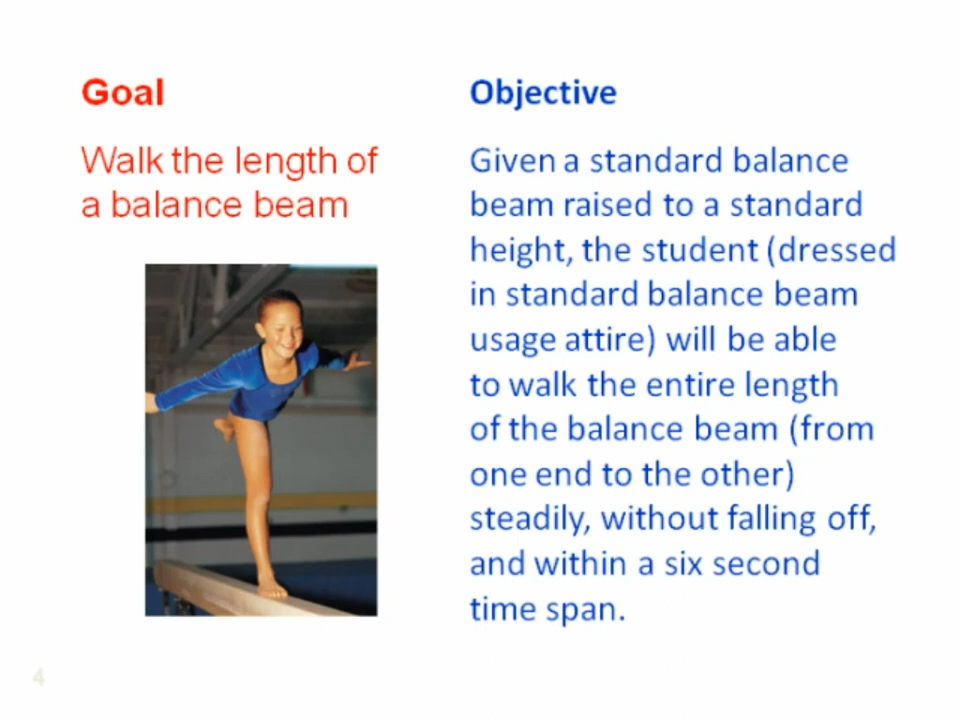 Goal
Walk the length of
a balance beam
Objective
Given a standard balance
beam raised to a standard
height, the student (dressed
in standard balance beam
usage attire) will be able
to walk the entire length
of the balance beam (from
one end to the other)
steadily, without falling off,
and within a six second
time span.
4